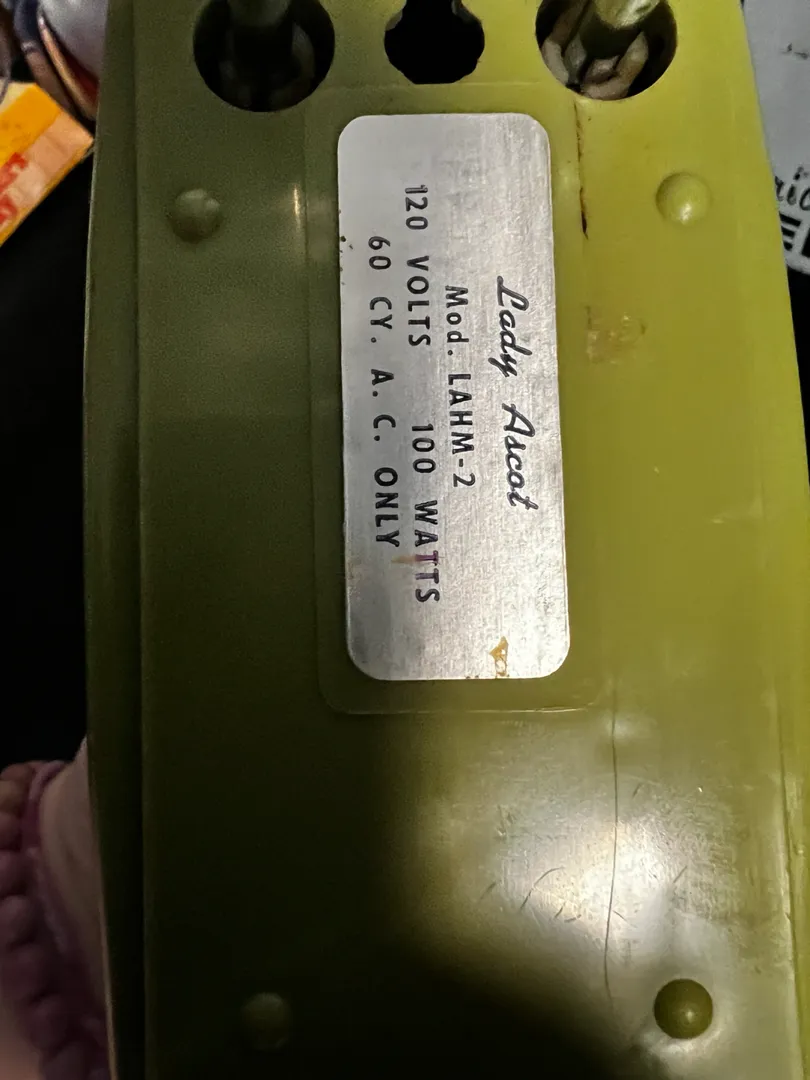 Lady Ascot
Mod. LAHM-2
120 VOLTS 100 WATTS
60 CY. A. C. ONLY